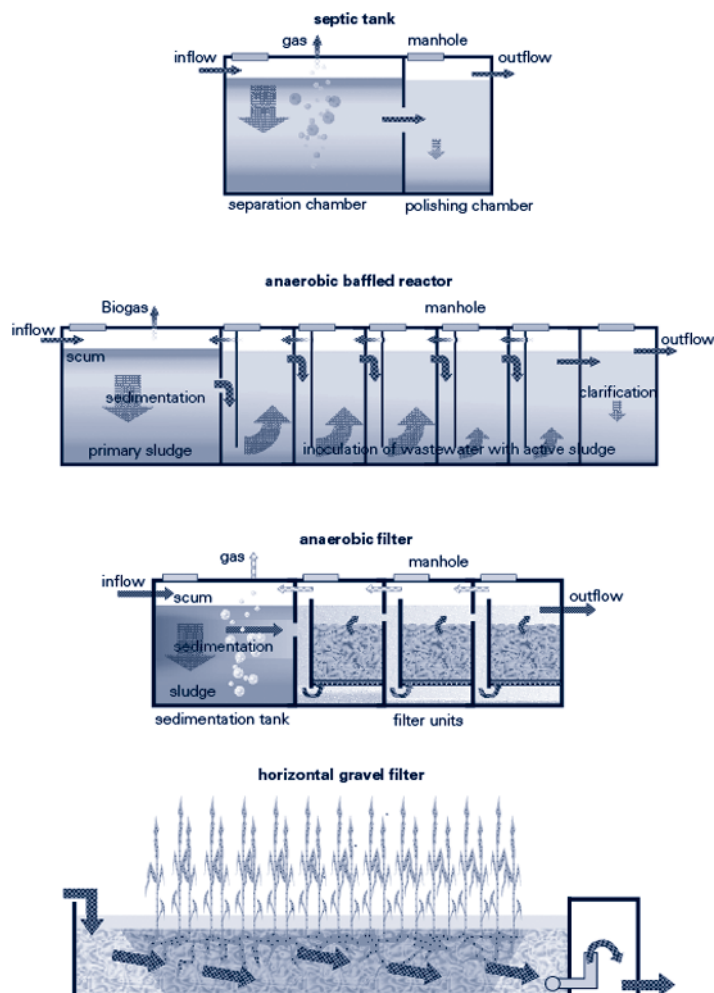 septic tank
gas
manhole
inflow
outflow
separation chamber
polishing chamber
anaerobic baffled reactor
Biogas
manhole
inflow
outflow
scum
sedimentation
clarification
primary sludge
inoculation of wastewater with active sludge
anaerobic filter
gas
manhole
inflow
outflow
scum
sedimentation
sludge
sedimentation tank
filter units
horizontal gravel filter